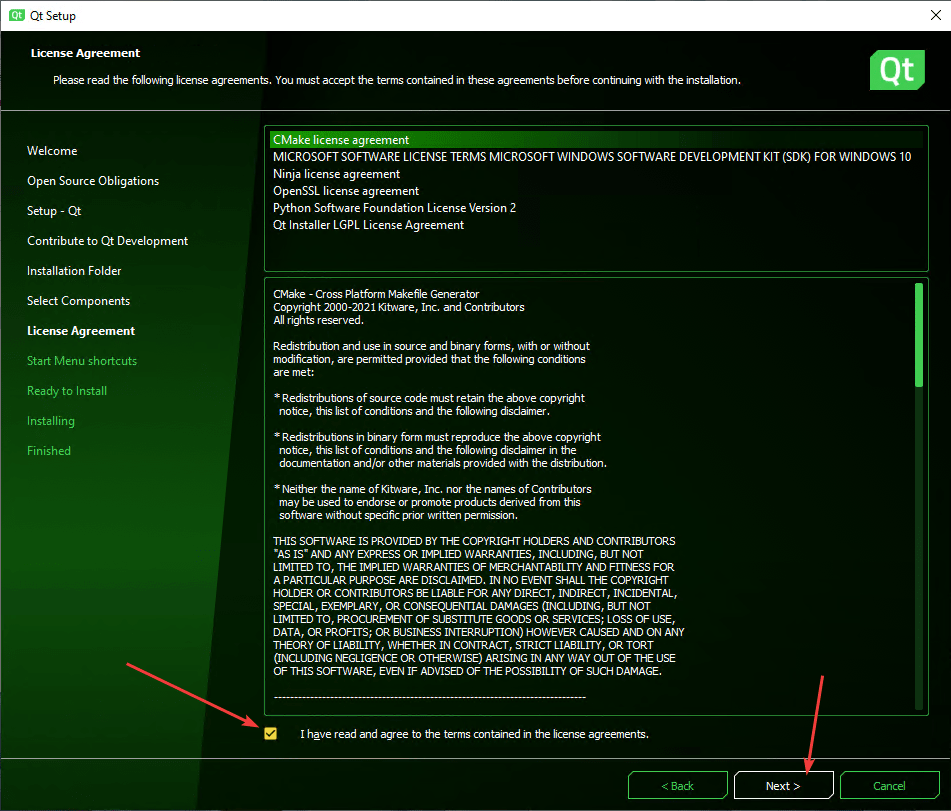 Qt Qt Setup
License Agreement
Please read the following license agreements. You must accept the terms contained in these agreements before continuing with the installation.
Qt
Welcome
Open Source Obligations
Setup - Qt
Contribute to Qt Development
Installation Folder
Select Components
License Agreement
Start Menu shortcuts
Ready to Install
Installing
Finished
CMake license agreement
MICROSOFT SOFTWARE LICENSE TERMS MICROSOFT WINDOWS SOFTWARE DEVELOPMENT KIT (SDK) FOR WINDOWS 10
Ninja license agreement
OpenSSL license agreement
Python Software Foundation License Version 2
Qt Installer LGPL License Agreement
CMake - Cross Platform Makefile Generator
Copyright 2000-2021 Kitware, Inc. and Contributors
All rights reserved.
Redistribution and use in source and binary forms, with or without
modification, are permitted provided that the following conditions
are met:
* Redistributions of source code must retain the above copyright
notice, this list of conditions and the following disclaimer.
* Redistributions in binary form must reproduce the above copyright
notice, this list of conditions and the following disclaimer in the
documentation and/or other materials provided with the distribution.
* Neither the name of Kitware, Inc. nor the names of Contributors
may be used to endorse or promote products derived from this
software without specific prior written permission.
THIS SOFTWARE IS PROVIDED BY THE COPYRIGHT HOLDERS AND CONTRIBUTORS
"AS IS" AND ANY EXPRESS OR IMPLIED WARRANTIES, INCLUDING, BUT NOT
LIMITED TO, THE IMPLIED WARRANTIES OF MERCHANTABILITY AND FITNESS FOR
A PARTICULAR PURPOSE ARE DISCLAIMED. IN NO EVENT SHALL THE COPYRIGHT
HOLDER OR CONTRIBUTORS BE LIABLE FOR ANY DIRECT, INDIRECT, INCIDENTAL,
SPECIAL, EXEMPLARY, OR CONSEQUENTIAL DAMAGES (INCLUDING, BUT NOT
LIMITED TO, PROCUREMENT OF SUBSTITUTE GOODS OR SERVICES; LOSS OF USE,
DATA, OR PROFITS; OR BUSINESS INTERRUPTION) HOWEVER CAUSED AND ON ANY
THEORY OF LIABILITY, WHETHER IN CONTRACT, STRICT LIABILITY, OR TORT
(INCLUDING NEGLIGENCE OR OTHERWISE) ARISING IN ANY WAY OUT OF THE USE
OF THIS SOFTWARE, EVEN IF ADVISED OF THE POSSIBILITY OF SUCH DAMAGE.
------------------------------------------------------------------------------
I have read and agree to the terms contained in the license agreements.
< Back
Next >
Cancel